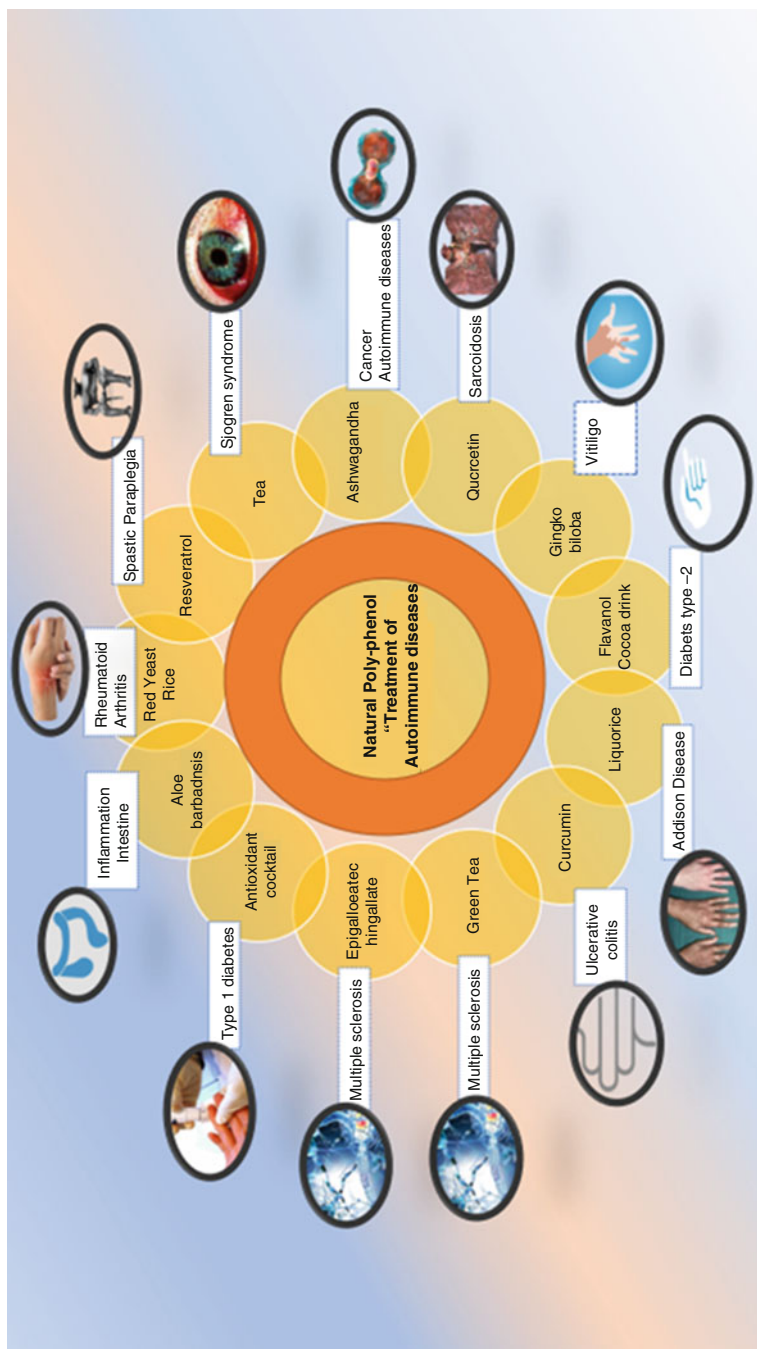 Natural Poly-phenol
“Treatment of
Autoimmune diseases
Red Yeast
Rice
Rheumatoid
Arthritis
Resveratrol
Spastic Paraplegia
Tea
Sjogren syndrome
Ashwagandha
Cancer
Autoimmune diseases
Qucrcetin
Sarcoidosis
Gingko
biloba
Vitiligo
Flavanol
Cocoa drink
Diabets type –2
Liquorice
Addison Disease
Curcumin
Ulcerative
colitis
Green Tea
Multiple sclerosis
Epigalloeatec
hingallate
Multiple sclerosis
Antioxidant
cocktail
Type 1 diabetes
Aloe
barbadnsis
Inflammation
Intestine